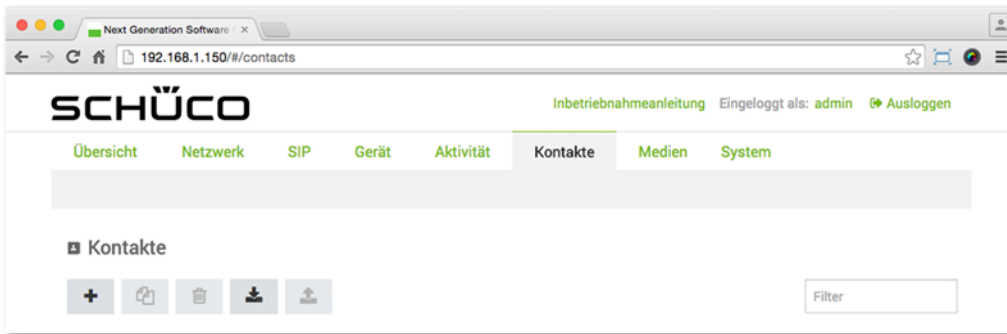 Next Generation Software
192.168.1.150/#/contacts
SCHÜCO
Inbetriebnahmeanleitung Eingeloggt als: admin Ausloggen
Übersicht Netzwerk SIP Gerät Aktivität Kontakte Medien System
Kontakte
Filter